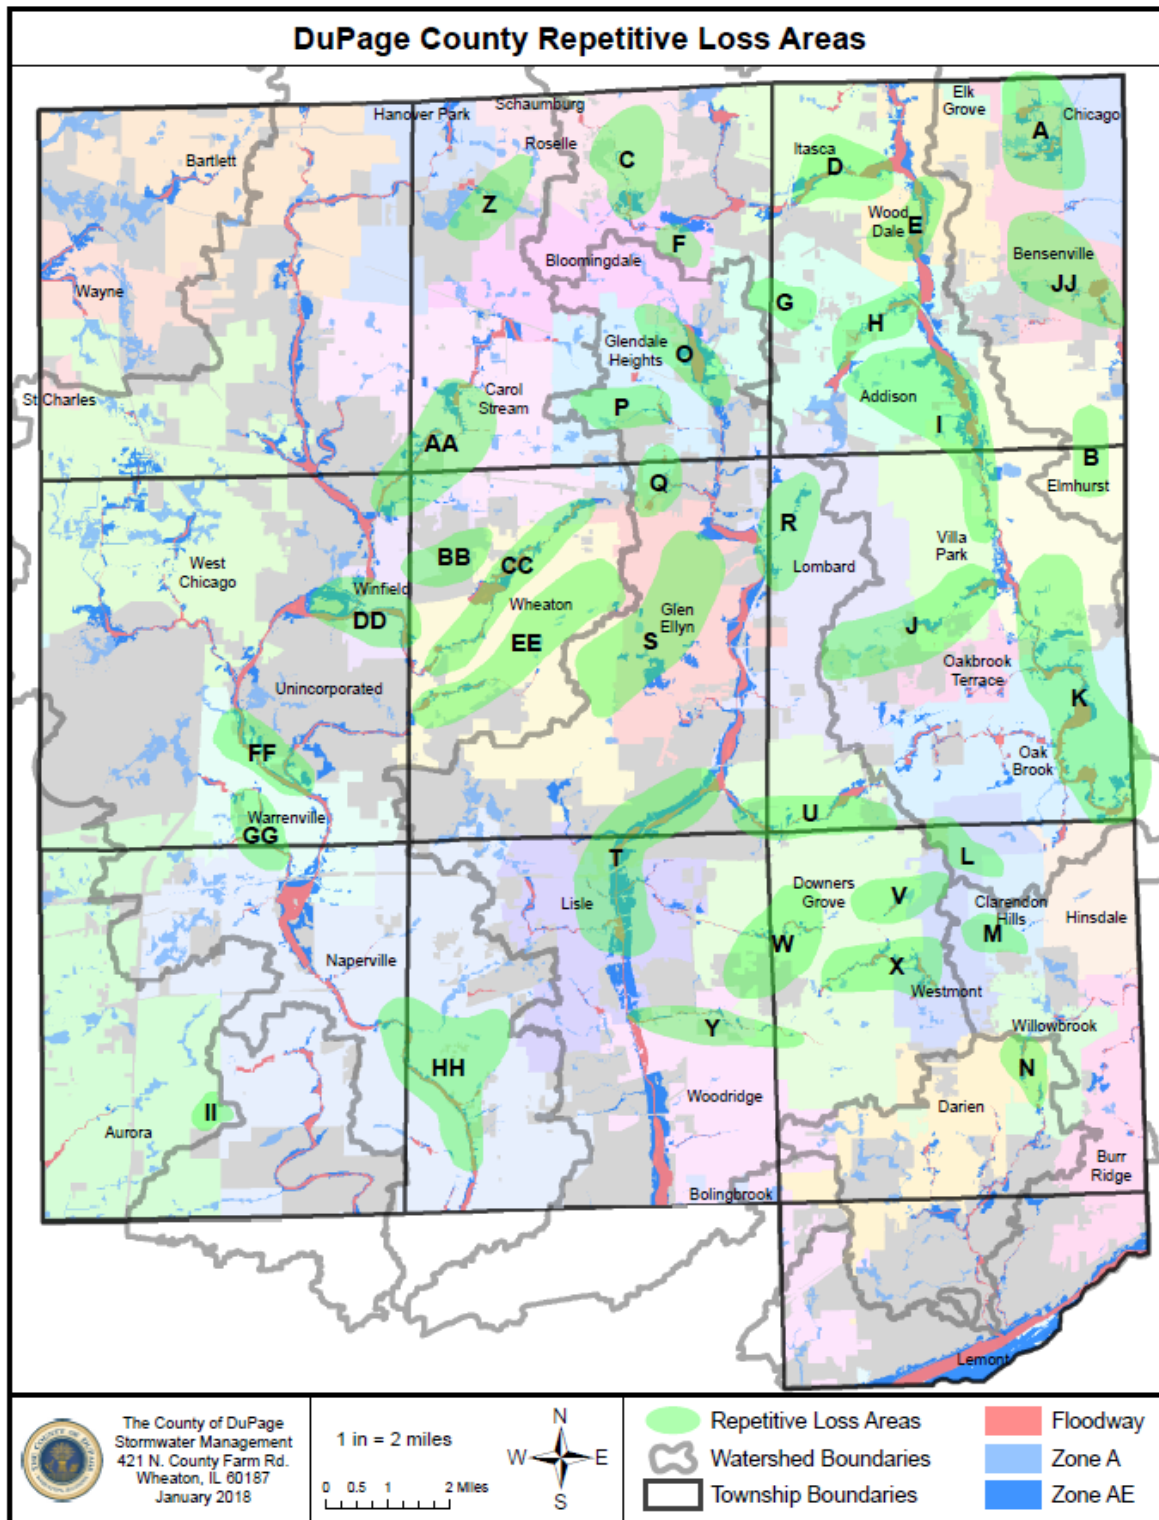 DuPage County Repetitive Loss Areas
Elk
Grove
Schaumburg
Hanover Park
Chicago
A
Roselle
Itasca
Bartlett
C
D
Z
Wood
Dale
E
F
Bensenville
Bloomingdale
JJ
Wayne
G
H
Glendale
Heights
O
Carol
Stream
St Charles
P
Addison
I
AA
B
Q
Elmhurst
R
Villa
Park
West
Chicago
BB
CC
Lombard
Winfield
Wheaton
DD
Glen
Ellyn
J
EE
S
Oakbrook
Terrace
Unincorporated
K
FF
Oak
Brook
Warrenville
GG
U
T
L
Downers
Grove
V
Lisle
Clarendon
Hills
Hinsdale
M
W
Naperville
X
Westmont
Y
Willowbrook
HH
N
Woodridge
II
Darien
Aurora
Burr
Ridge
Bolingbrook
Lemont
The County of DuPage
Stormwater Management
421 N. County Farm Rd.
Wheaton, IL 60187
January 2018
1 in = 2 miles
0 0.5 1 2 Miles
N
W E
S
Repetitive Loss Areas
Watershed Boundaries
Township Boundaries
Floodway
Zone A
Zone AE